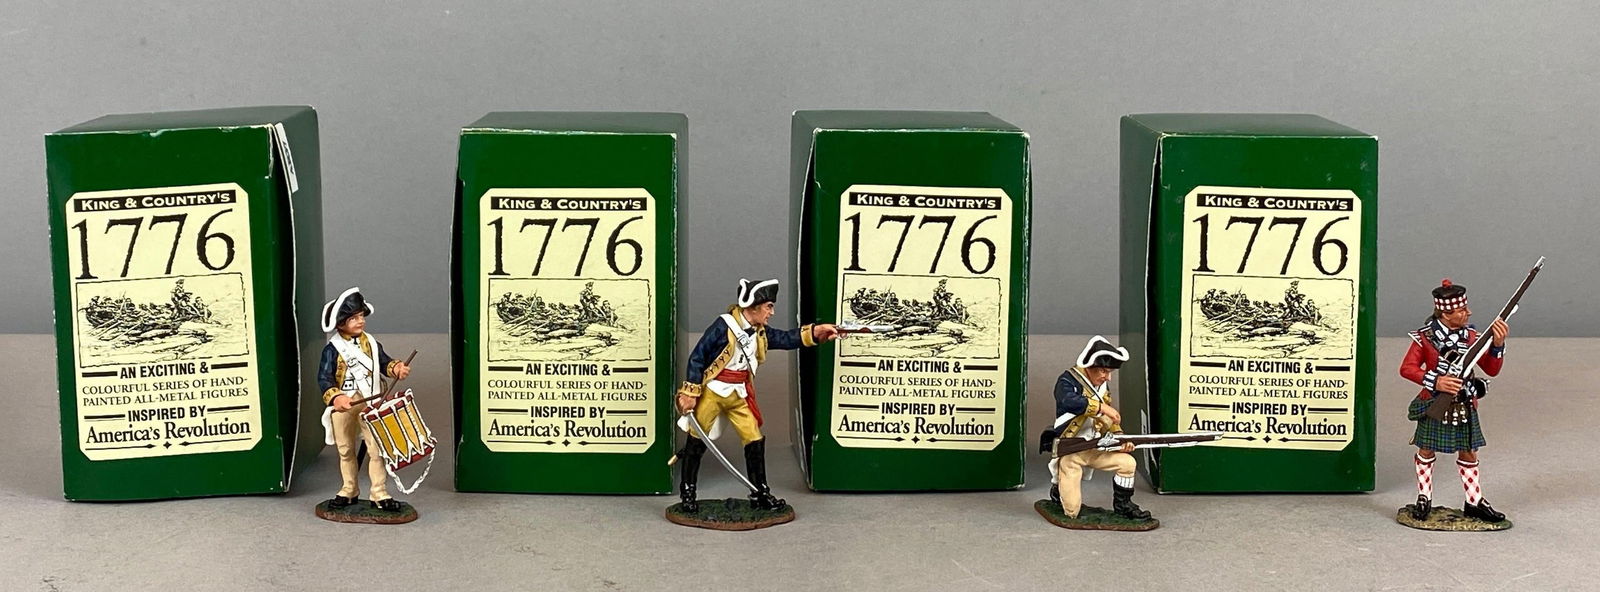 KING & COUNTRY'S
1776
AN EXCITING &
COLOURFUL SERIES OF HAND-
PAINTED ALL-METAL FIGURES
INSPIRED BY
America's Revolution
KING & COUNTRY'S
1776
AN EXCITING &
COLOURFUL SERIES OF HAND-
PAINTED ALL-METAL FIGURES
INSPIRED BY
America's Revolution
KING & COUNTRY'S
1776
AN EXCITING &
COLOURFUL SERIES OF HAND-
PAINTED ALL-METAL FIGURES
INSPIRED BY
America's Revolution
KING & COUNTRY'S
1776
AN EXCITING &
COLOURFUL SERIES OF HAND-
PAINTED ALL-METAL FIGURES
INSPIRED BY
America's Revolution